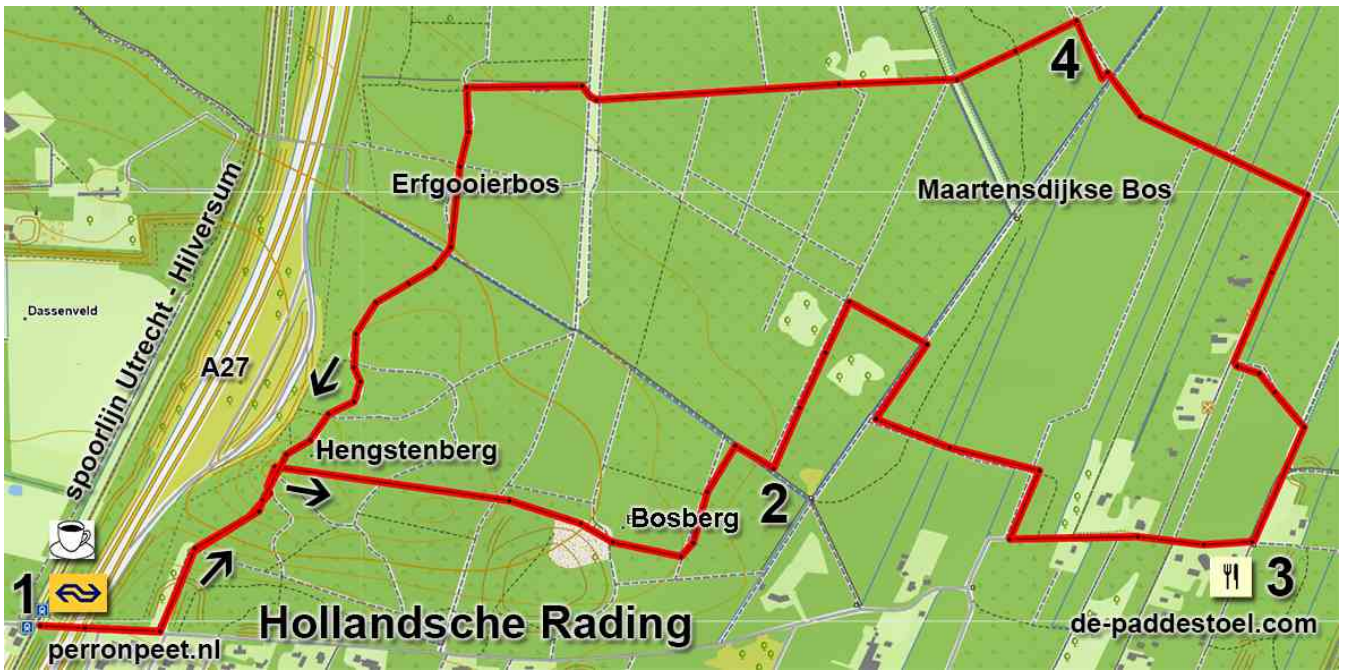 4
Erfgooierbos
Maartensdijkse Bos
spoorlijn Utrecht - Hilversum
Dassenveld
A27
Hengstenberg
Bosberg
2
1
3
Hollandsche Rading
de-paddestoel.com
perronpeet.nl